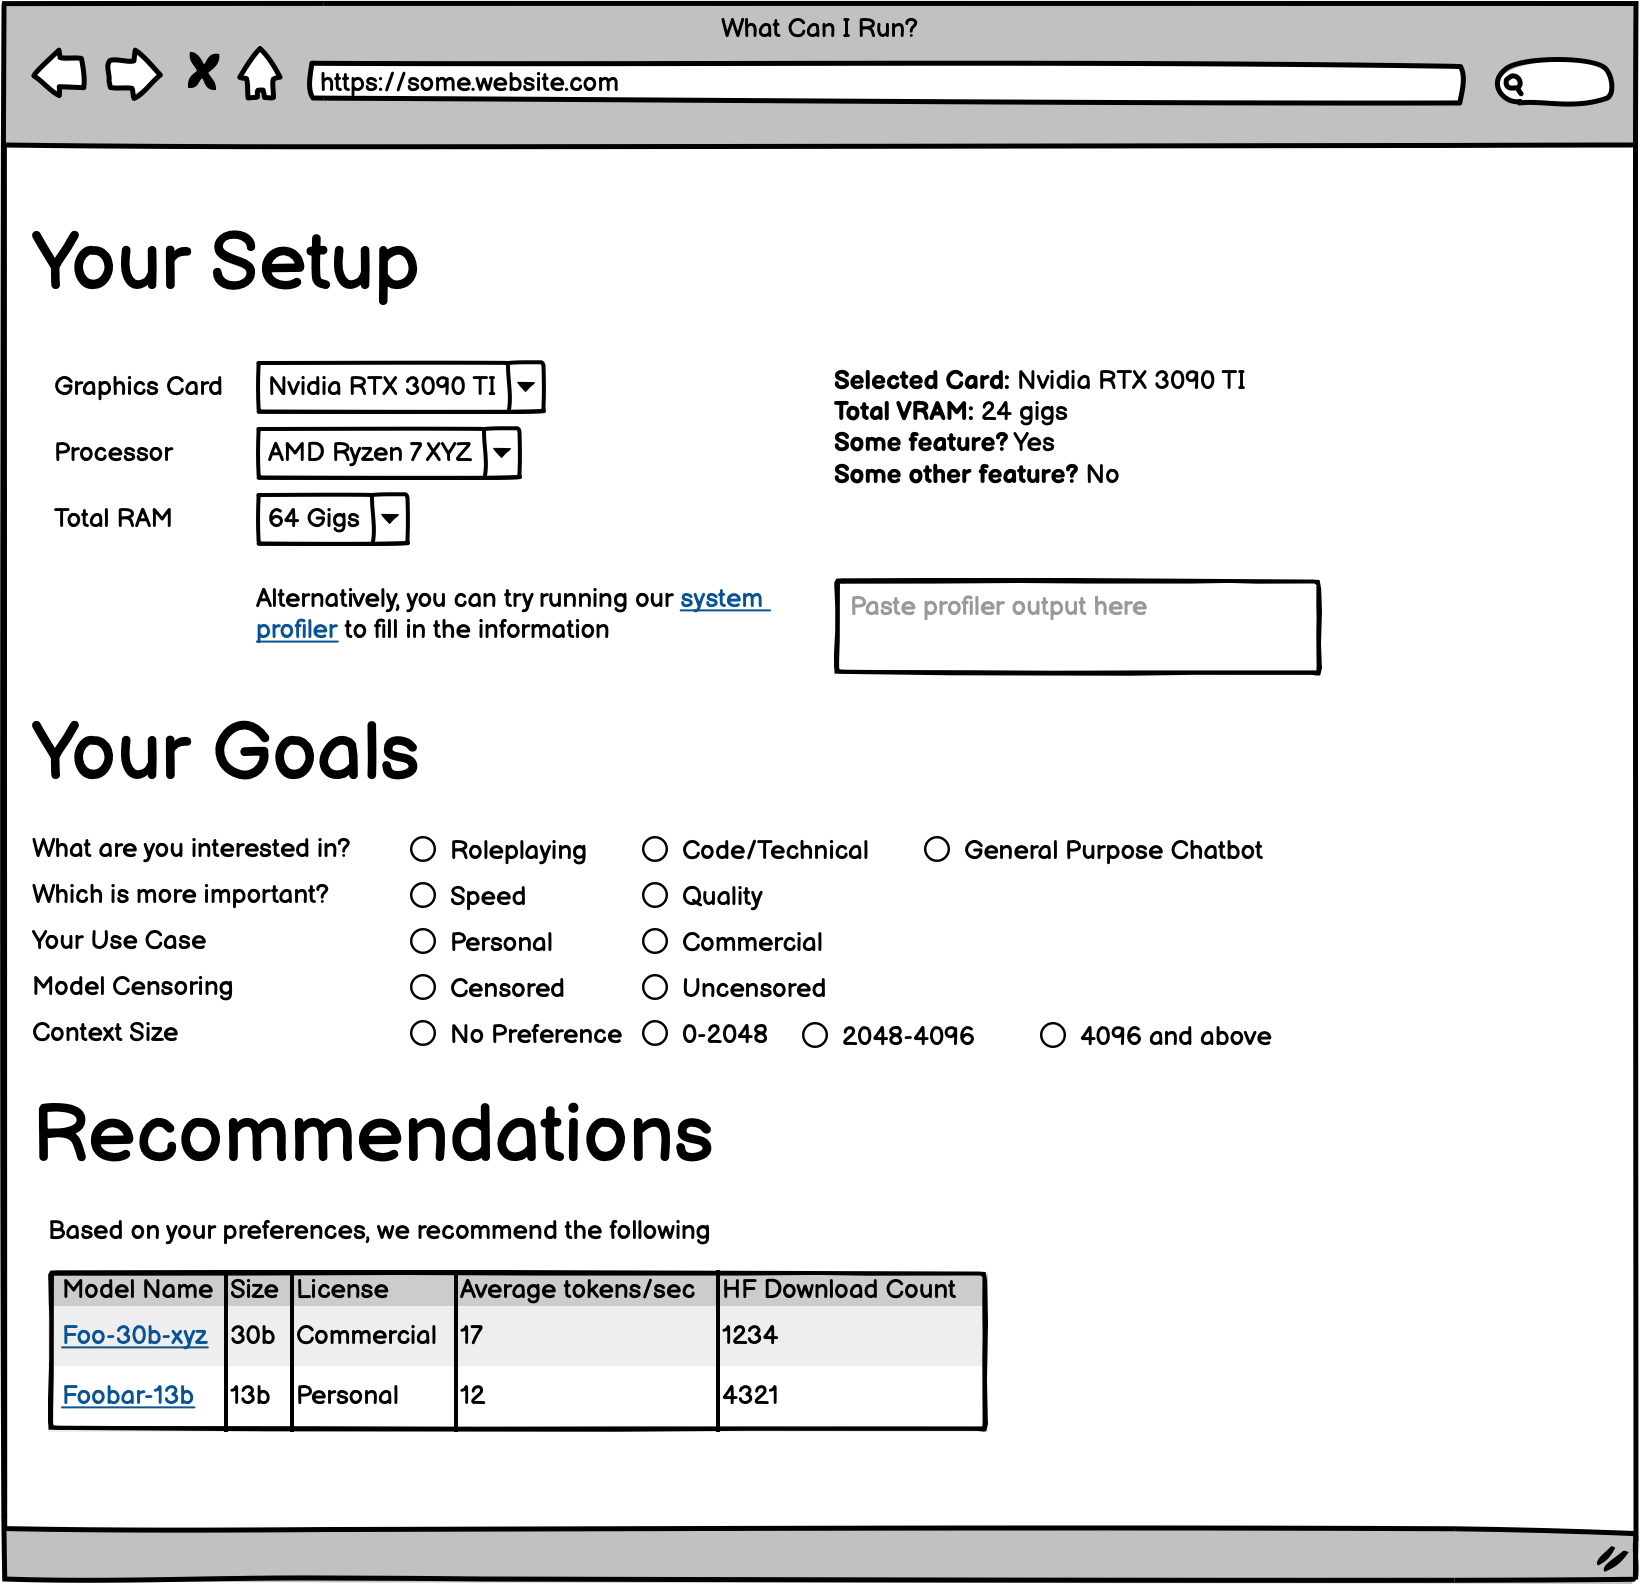 What Can I Run?
https://some.website.com
Your Setup
Graphics Card Nvidia RTX 3090 TI
Processor AMD Ryzen 7XYZ
Total RAM 64 Gigs
Selected Card: Nvidia RTX 3090 TI
Total VRAM: 24 gigs
Some feature? Yes
Some other feature? No
Alternatively, you can try running our system
profiler to fill in the information
Paste profiler output here
Your Goals
What are you interested in? Roleplaying Code/Technical General Purpose Chatbot
Which is more important? Speed Quality
Your Use Case Personal Commercial
Model Censoring Censored Uncensored
Context Size No Preference 0-2048 2048-4096 4096 and above
Recommendations
Based on your preferences, we recommend the following
Model Name Size License Average tokens/sec HF Download Count
Foo-30b-xyz 30b Commercial 17 1234
Foobar-13b 13b Personal 12 4321